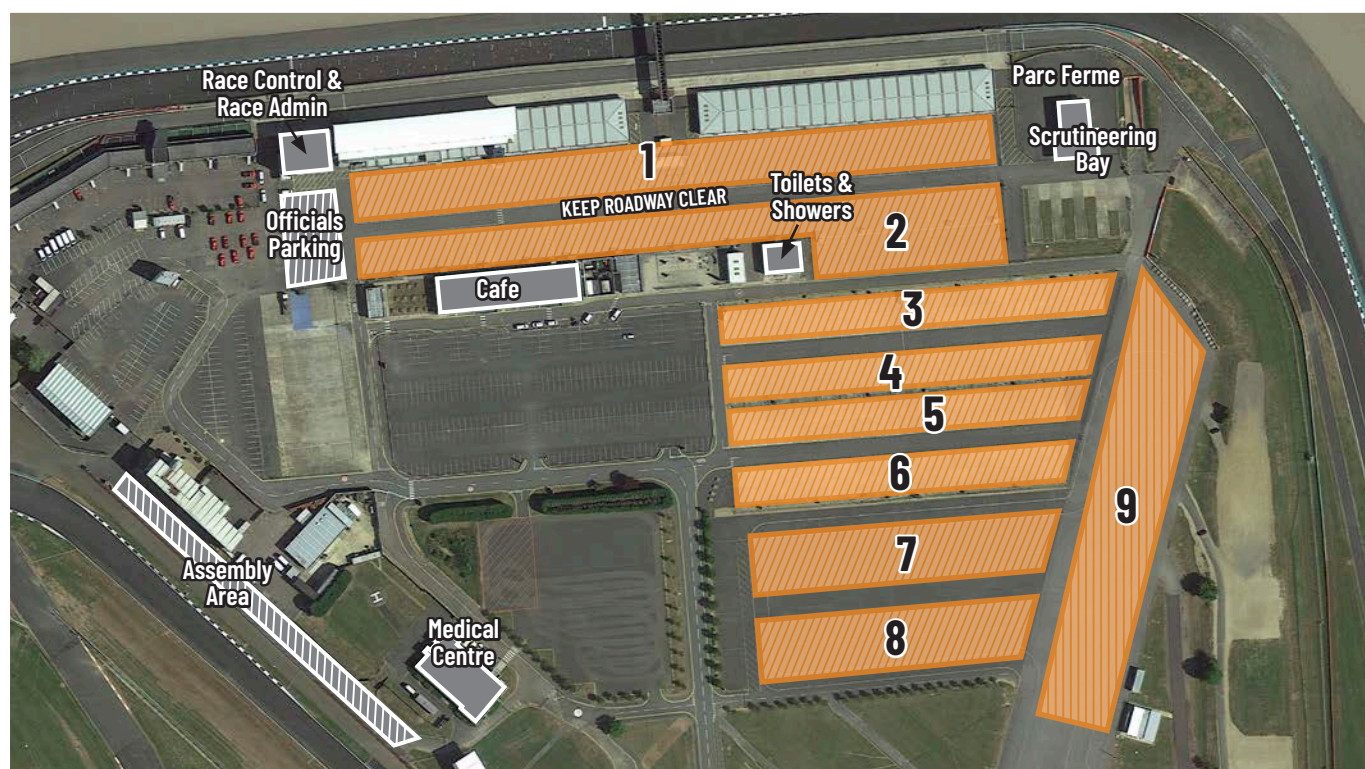 Race Control &
Race Admin
Parc Ferme
Scrutineering
Bay
1
Toilets &
Showers
KEEP ROADWAY CLEAR
Officials
Parking
2
Cafe
3
4
5
6
9
7
Assembly
Area
H
Medical
Centre
8